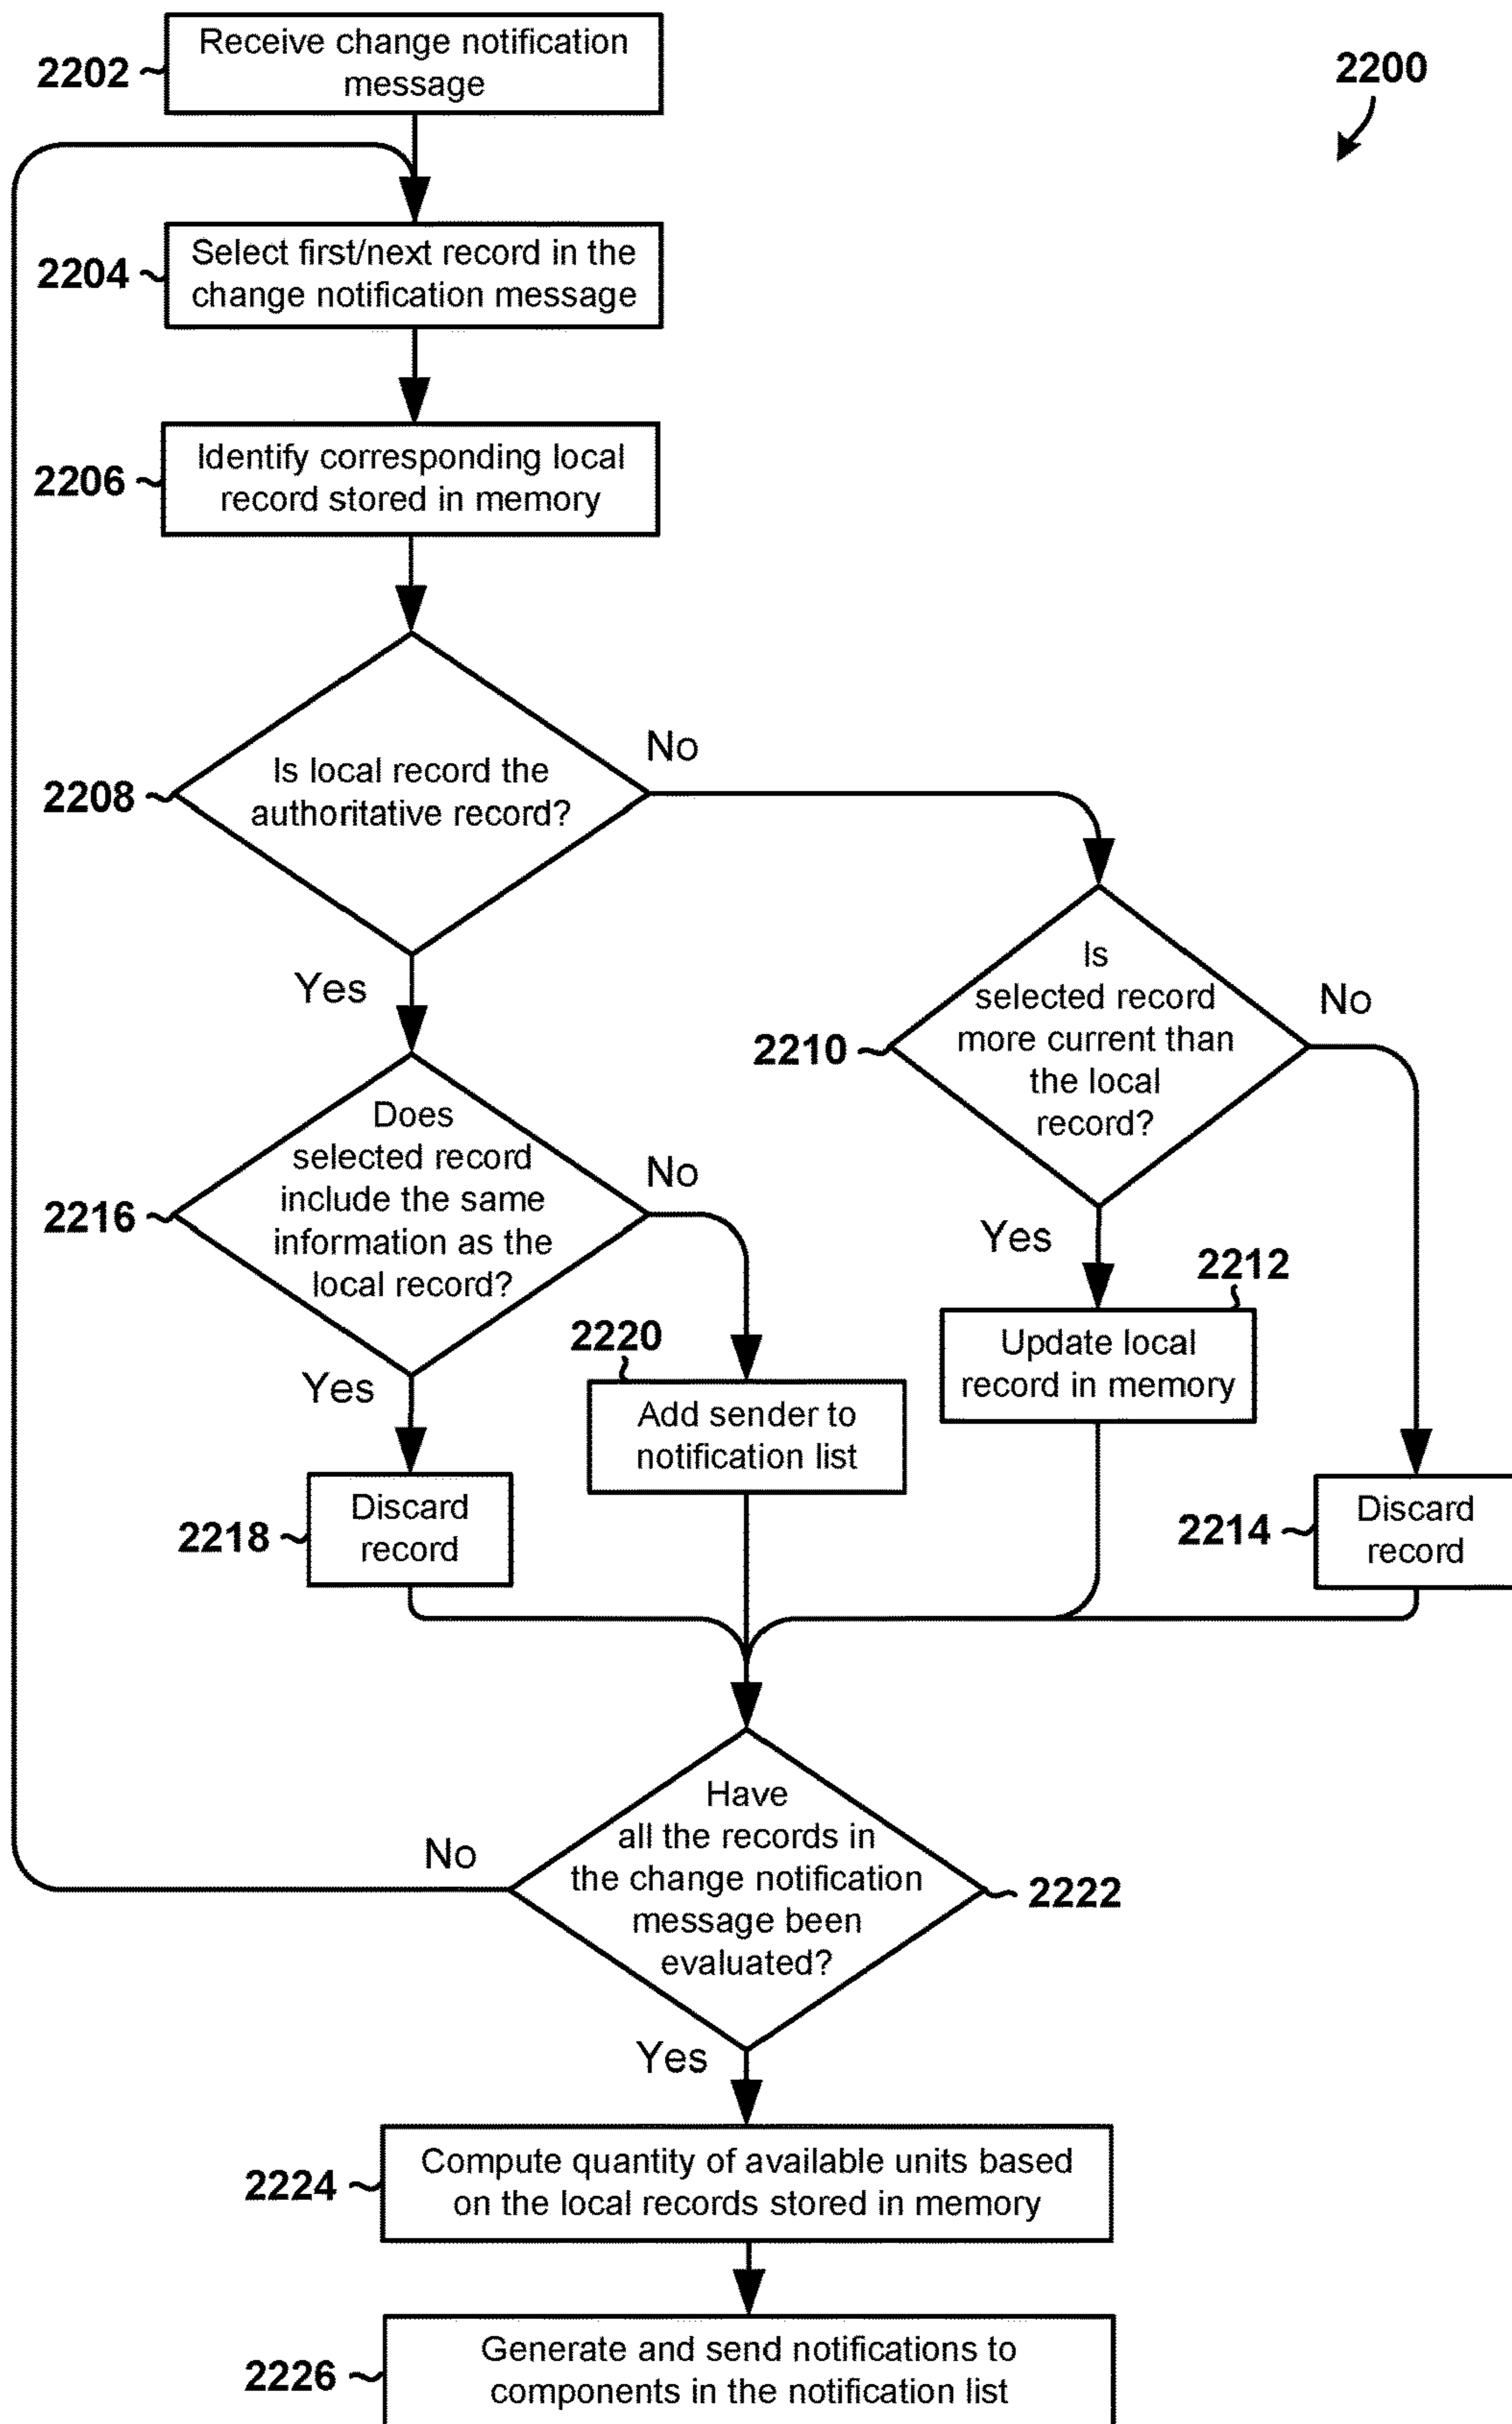 2200
2202
Receive change notification
message
2204
Select first/next record in the
change notification message
2206
Identify corresponding local
record stored in memory
2208
Is local record the
authoritative record?
No
Yes
2210
Is
selected record
more current than
the local
record?
No
Yes
2212
Update local
record in memory
2214
Discard
record
2216
Does
selected record
include the same
information as the
local record?
No
Yes
2218
Discard
record
2220
Add sender to
notification list
2222
Have
all the records in
the change notification
message been
evaluated?
No
Yes
2224
Compute quantity of available units based
on the local records stored in memory
2226
Generate and send notifications to
components in the notification list